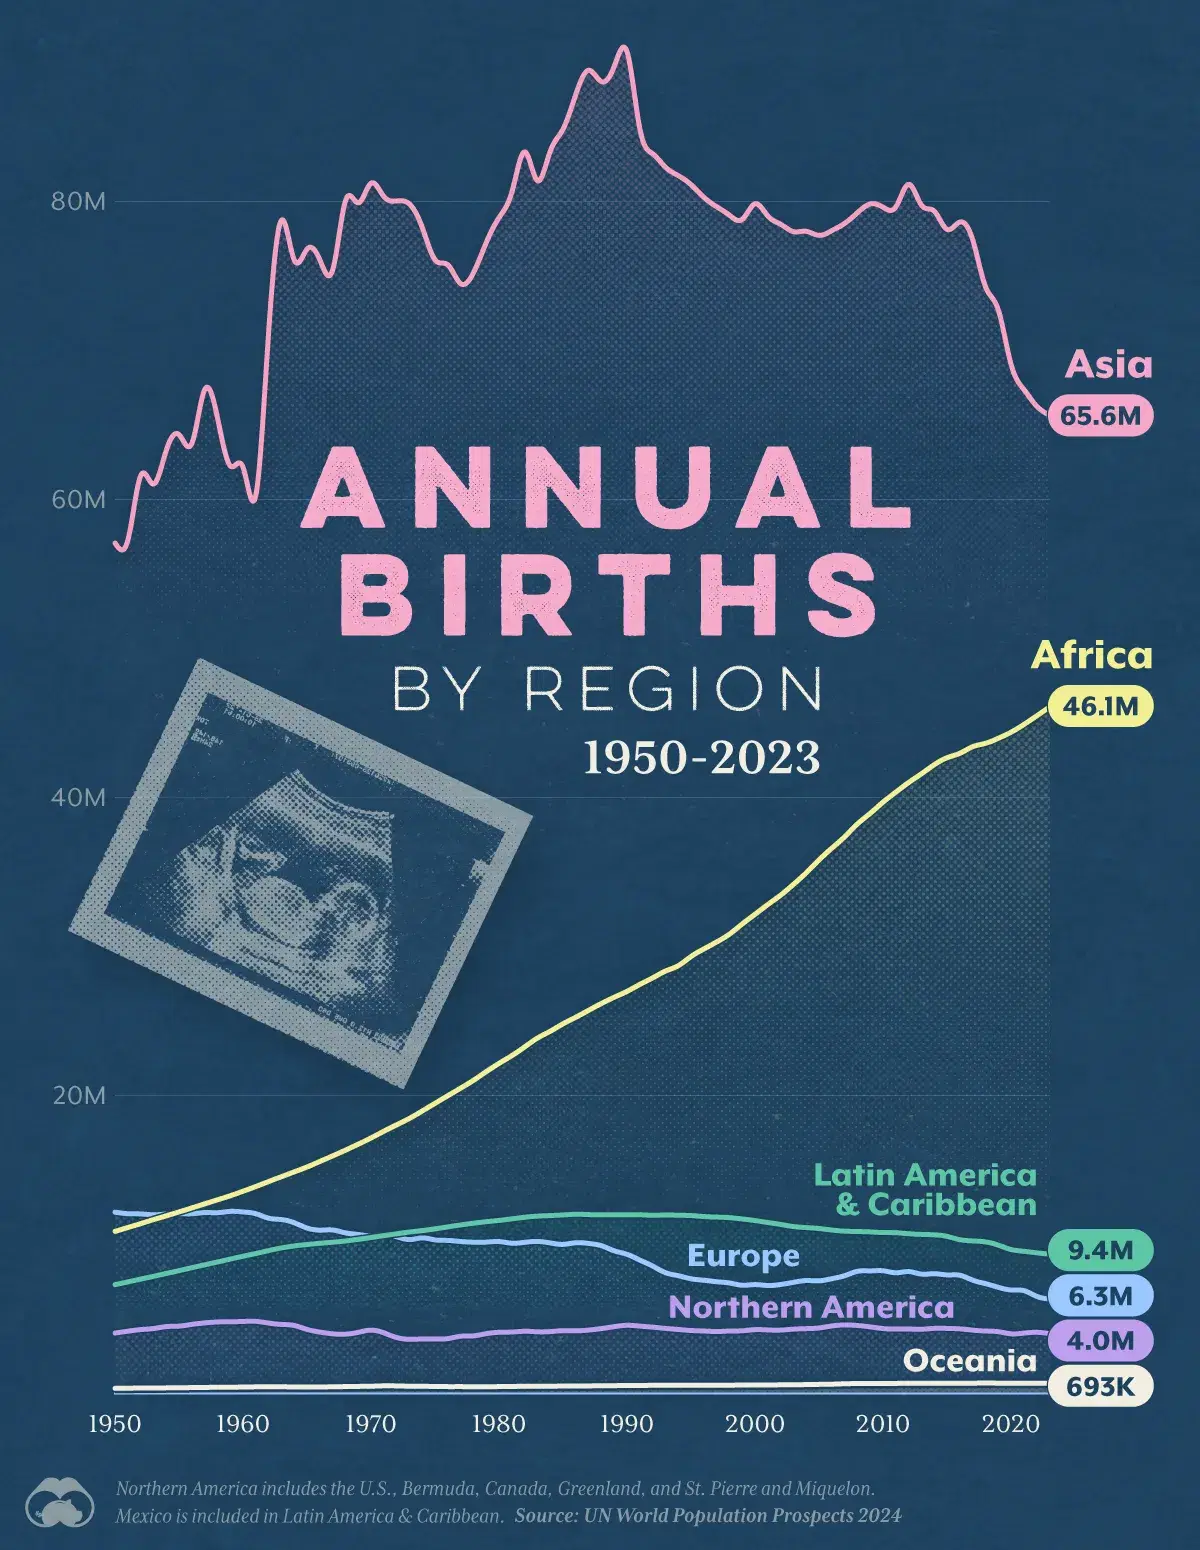 80M
Asia
65.6M
60M
ANNUAL
BIRTHS
BY REGION
1950-2023
Africa
46.1M
40M
20M
Latin America
& Caribbean
9.4M
Europe
6.3M
Northern America
4.0M
Oceania
693K
1950 1960 1970 1980 1990 2000 2010 2020
Northern America includes the U.S., Bermuda, Canada, Greenland, and St. Pierre and Miquelon.
Mexico is included in Latin America & Caribbean. Source: UN World Population Prospects 2024